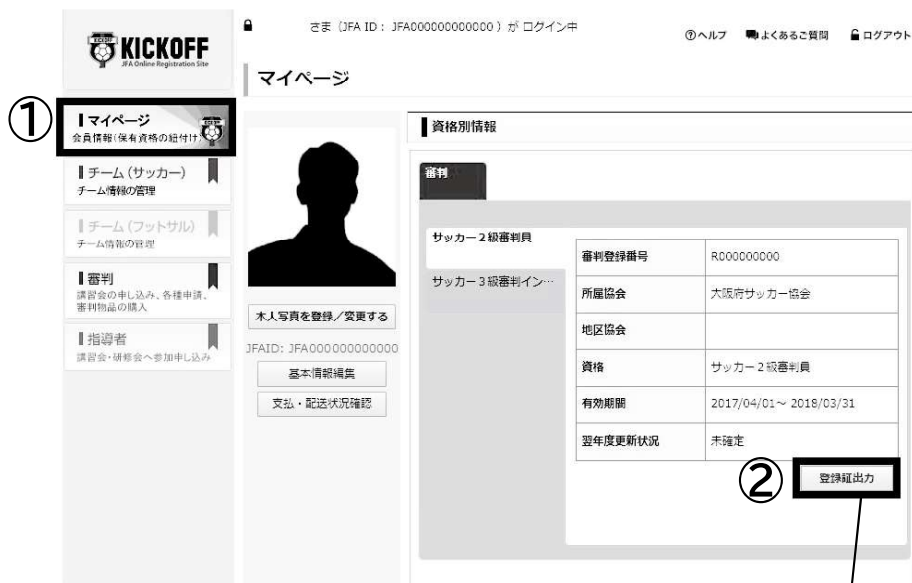 さま（JFA ID： JFA000000000000 ）が ログイン中
?ヘルプ よくあるご質問 ログアウト
KICKOFF
JFA Online Registration Site
マイページ
①
マイページ
会員情報(保有資格の紐付け)
チーム（サッカー）
チーム情報の管理
チーム（フットサル）
チーム情報の管理
審判
講習会の申し込み、各種申請、
審判物品の購入
指導者
講習会・研修会へ参加申し込み
本人写真を登録／変更する
JFAID: JFA000000000000
基本情報編集
支払・配送状況確認
資格別情報
審判
サッカー２級審判員
サッカー３級審判イン…
審判登録番号 R000000000
所属協会 大阪府サッカー協会
地区協会
資格 サッカー２級審判員
有効期間 2017/04/01～ 2018/03/31
翌年度更新状況 未確定
②
登録証出力